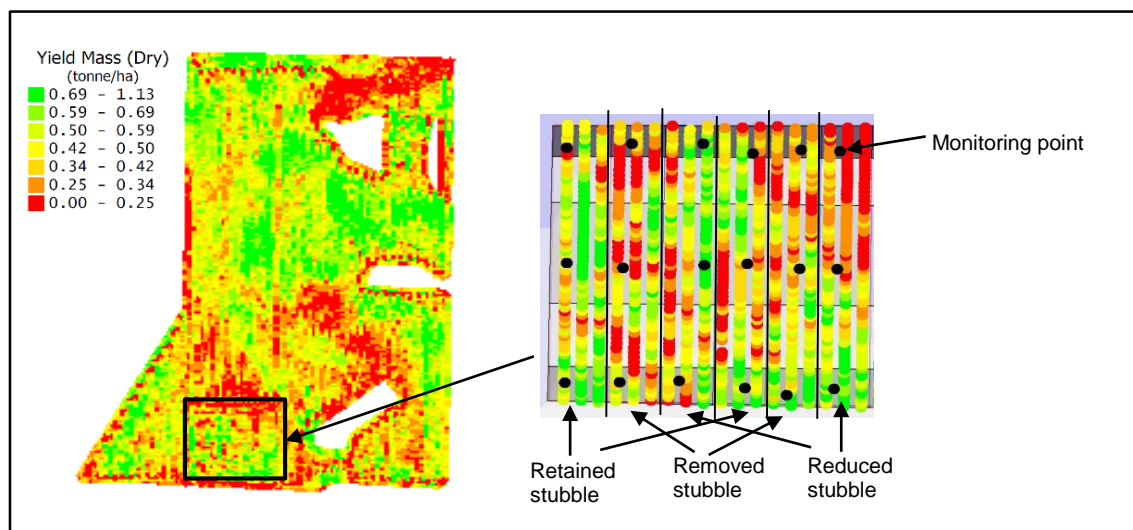 Yield Mass (Dry)
(tonne/ha)
0.69 - 1.13
0.59 - 0.69
0.50 - 0.59
0.42 - 0.50
0.34 - 0.42
0.25 - 0.34
0.00 - 0.25
Monitoring point
Retained
stubble
Removed
stubble
Reduced
stubble